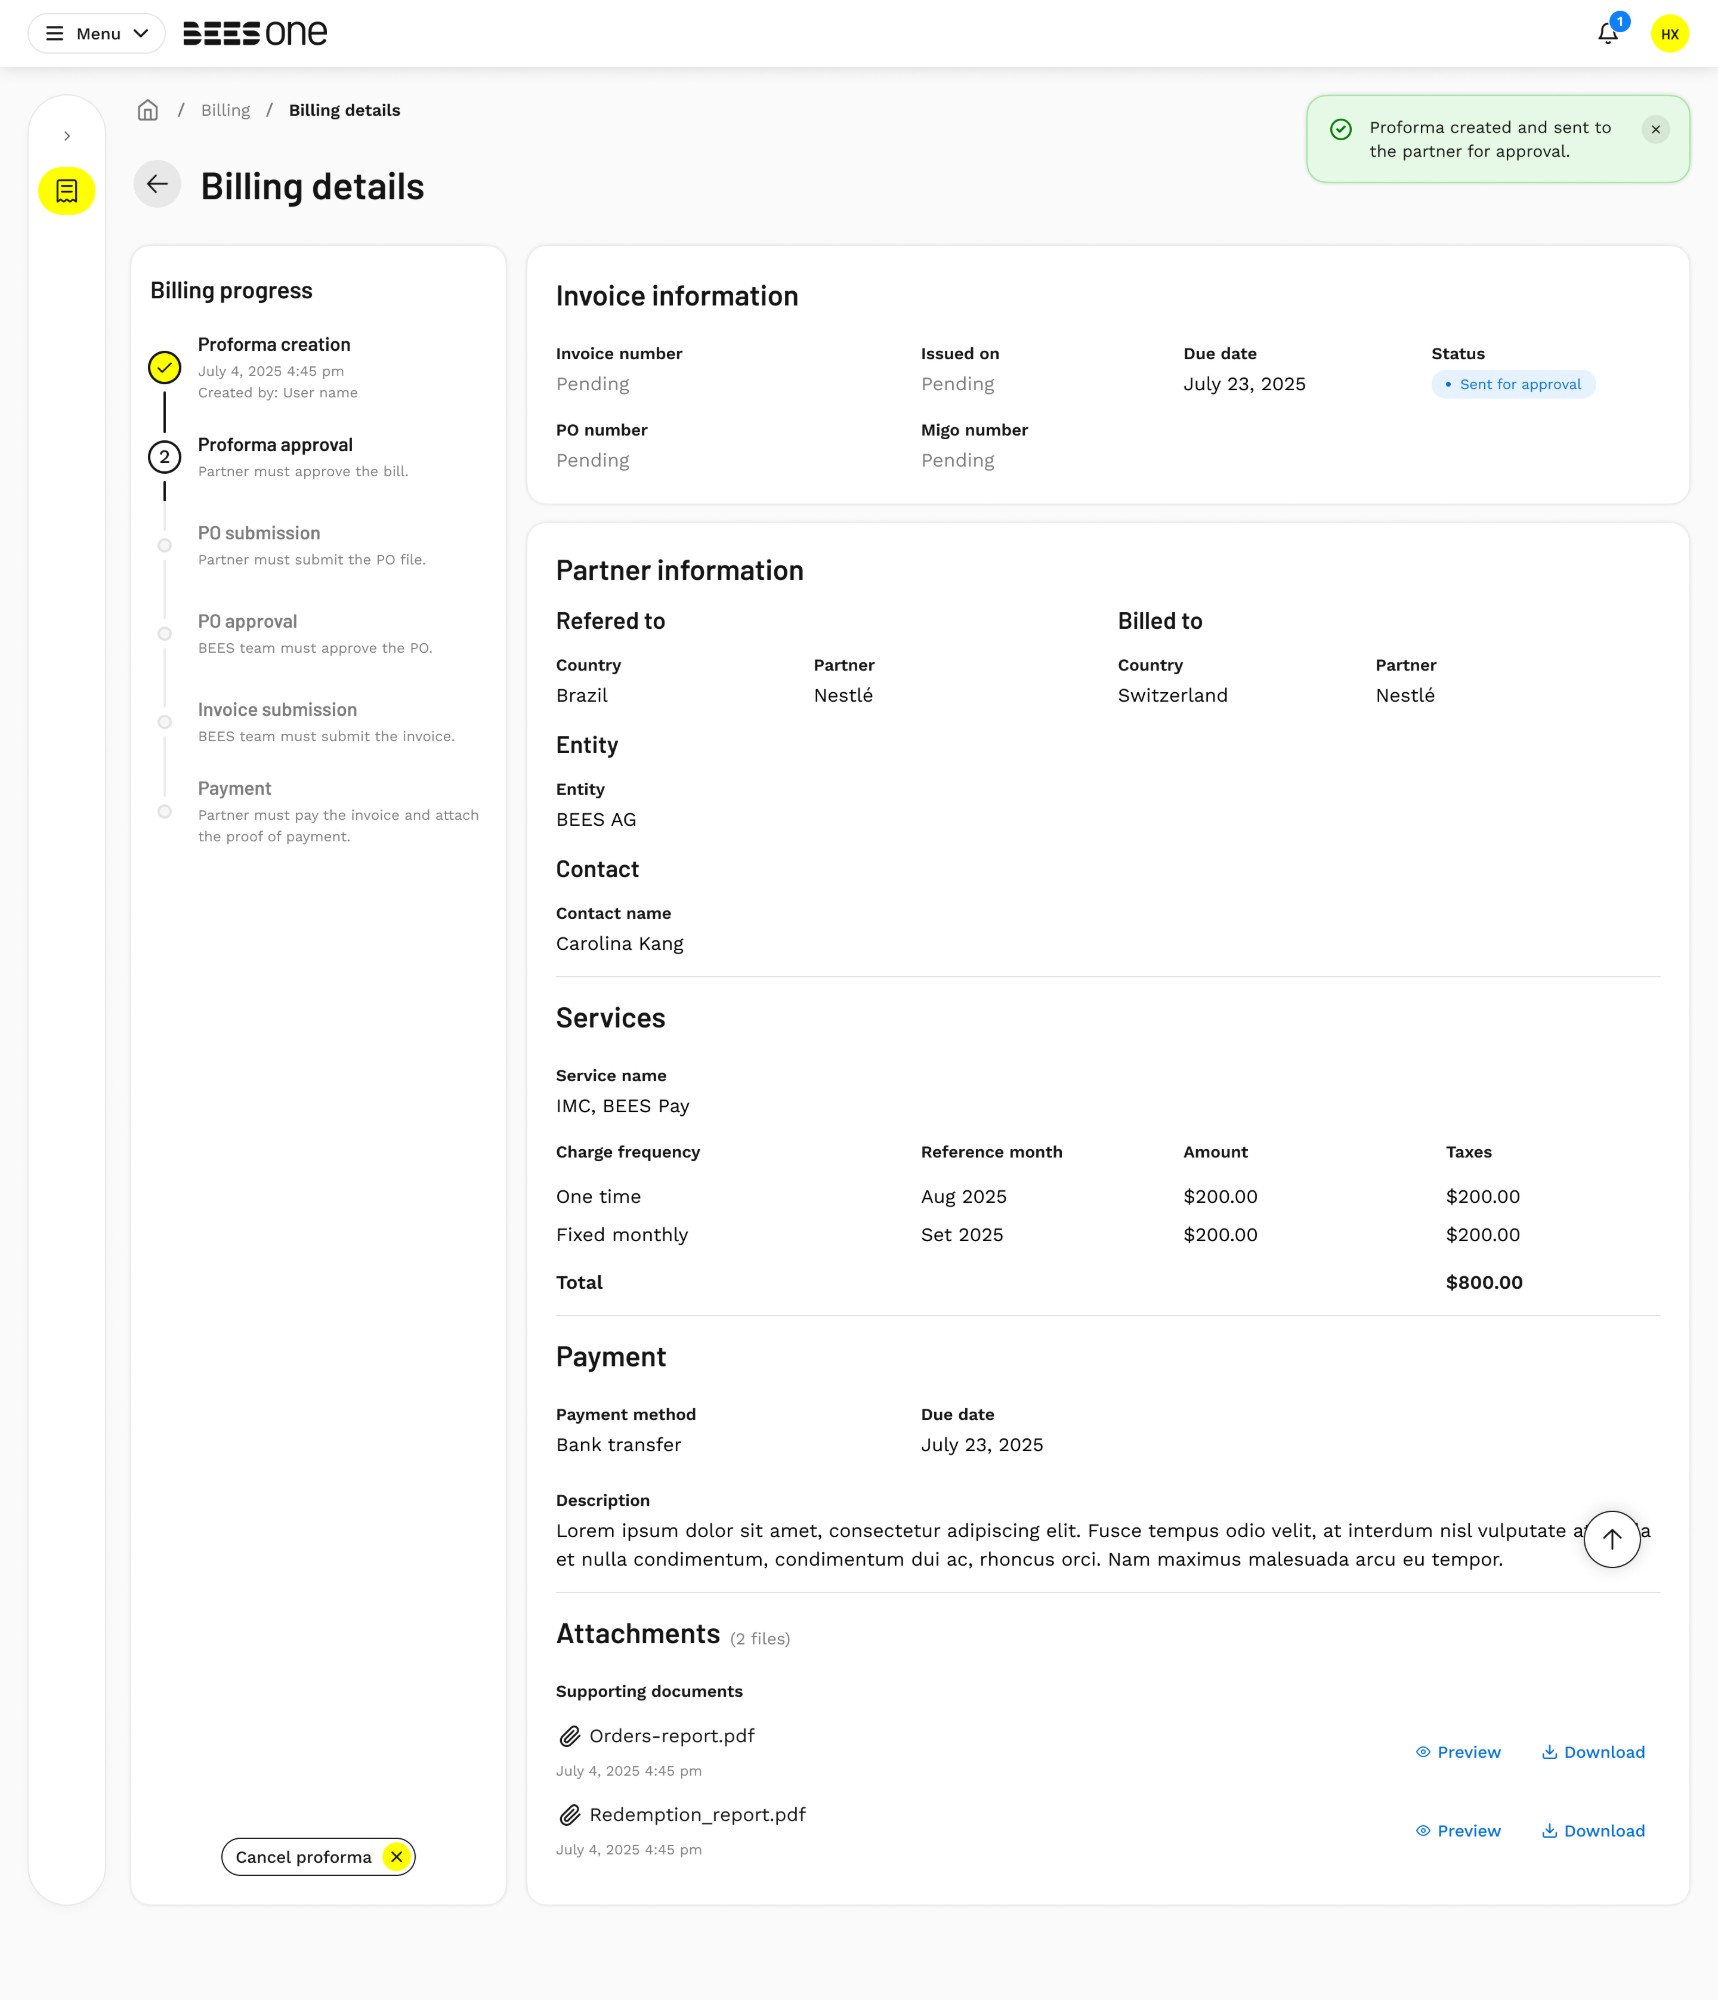 Menu
BEES one
1
HX
/ Billing / Billing details
Proforma created and sent to
the partner for approval.
Billing details
Billing progress
Proforma creation
July 4, 2025 4:45 pm
Created by: User name
2
Proforma approval
Partner must approve the bill.
PO submission
Partner must submit the PO file.
PO approval
BEES team must approve the PO.
Invoice submission
BEES team must submit the invoice.
Payment
Partner must pay the invoice and attach
the proof of payment.
Cancel proforma
Invoice information
Invoice number Issued on Due date Status
Pending Pending July 23, 2025 Sent for approval
PO number Migo number
Pending Pending
Partner information
Refered to Billed to
Country Partner Country Partner
Brazil Nestlé Switzerland Nestlé
Entity
Entity
BEES AG
Contact
Contact name
Carolina Kang
Services
Service name
IMC, BEES Pay
Charge frequency Reference month Amount Taxes
One time Aug 2025 $200.00 $200.00
Fixed monthly Set 2025 $200.00 $200.00
Total $800.00
Payment
Payment method Due date
Bank transfer July 23, 2025
Description
Lorem ipsum dolor sit amet, consectetur adipiscing elit. Fusce tempus odio velit, at interdum nisl vulputate
et nulla condimentum, condimentum dui ac, rhoncus orci. Nam maximus malesuada arcu eu tempor.
Attachments (2 files)
Supporting documents
Orders-report.pdf
July 4, 2025 4:45 pm
Preview Download
Redemption_report.pdf
July 4, 2025 4:45 pm
Preview Download